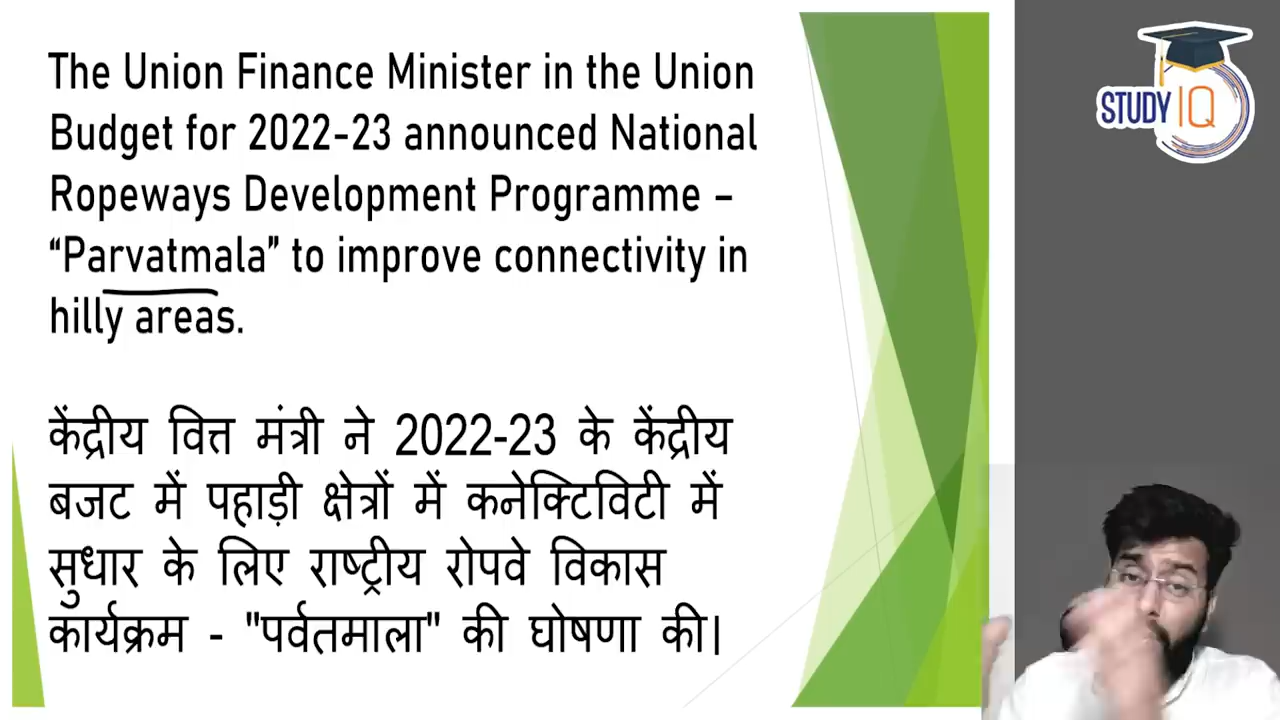 The Union Finance Minister in the Union
Budget for 2022-23 announced National
Ropeways Development Programme –
“Parvatmala” to improve connectivity in
hilly areas.
केंद्रीय वित्त मंत्री ने 2022-23 के केंद्रीय
बजट में पहाड़ी क्षेत्रों में कनेक्टिविटी में
सुधार के लिए राष्ट्रीय रोपवे विकास
कार्यक्रम - "पर्वतमाला" की घोषणा की।
STUDY IQ